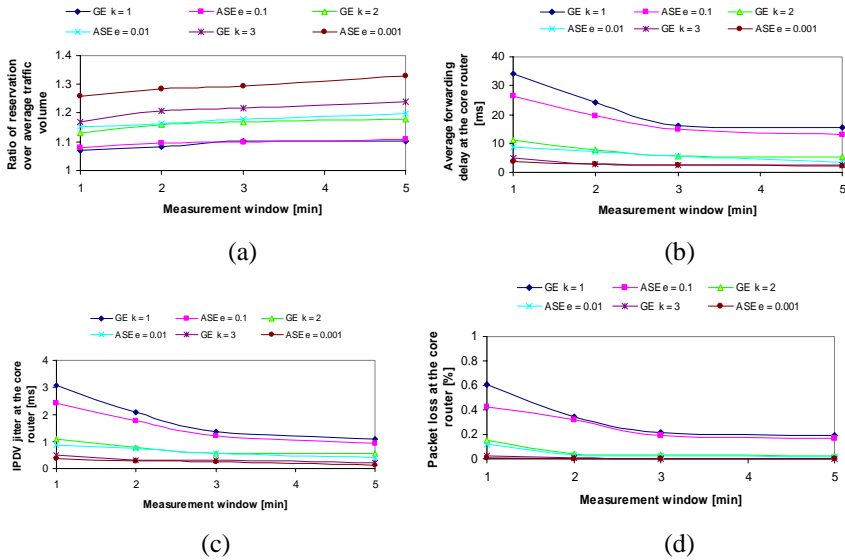 GE k = 1
ASE e = 0.1
GE k = 2
ASE e = 0.01
GE k = 3
ASE e = 0.001
Ratio of reservation
over average traffic
volume
1.4
1.3
1.2
1.1
1
1
2
3
4
5
Measurement window [min]
(a)
GE k = 1
ASE e = 0.1
GE k = 2
ASE e = 0.01
GE k = 3
ASE e = 0.001
Average forwarding
delay at the core router
[ms]
40
30
20
10
0
1
2
3
4
5
Measurement window [min]
(b)
GE k = 1
ASE e = 0.1
GE k = 2
ASE e = 0.01
GE k = 3
ASE e = 0.001
IPDV jitter at the core
router [ms]
4
3
2
1
0
1
2
3
4
5
Measurement window [min]
(c)
GE k = 1
ASE e = 0.1
GE k = 2
ASE e = 0.01
GE k = 3
ASE e = 0.001
Packet loss at the core
router [%]
1
0.8
0.6
0.4
0.2
0
1
2
3
4
5
Measurement window [min]
(d)